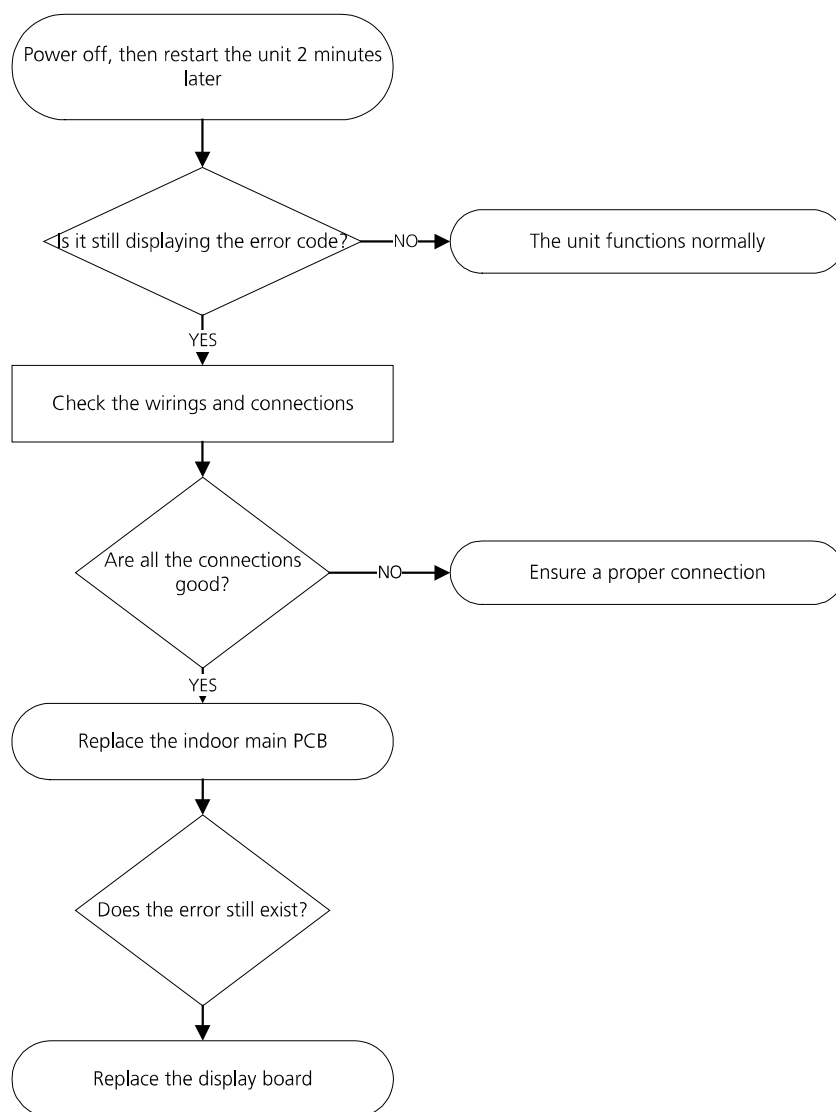 Power off, then restart the unit 2 minutes
later
Is it still displaying the error code?
NO
The unit functions normally
YES
Check the wirings and connections
Are all the connections
good?
NO
Ensure a proper connection
YES
Replace the indoor main PCB
Does the error still exist?
Replace the display board